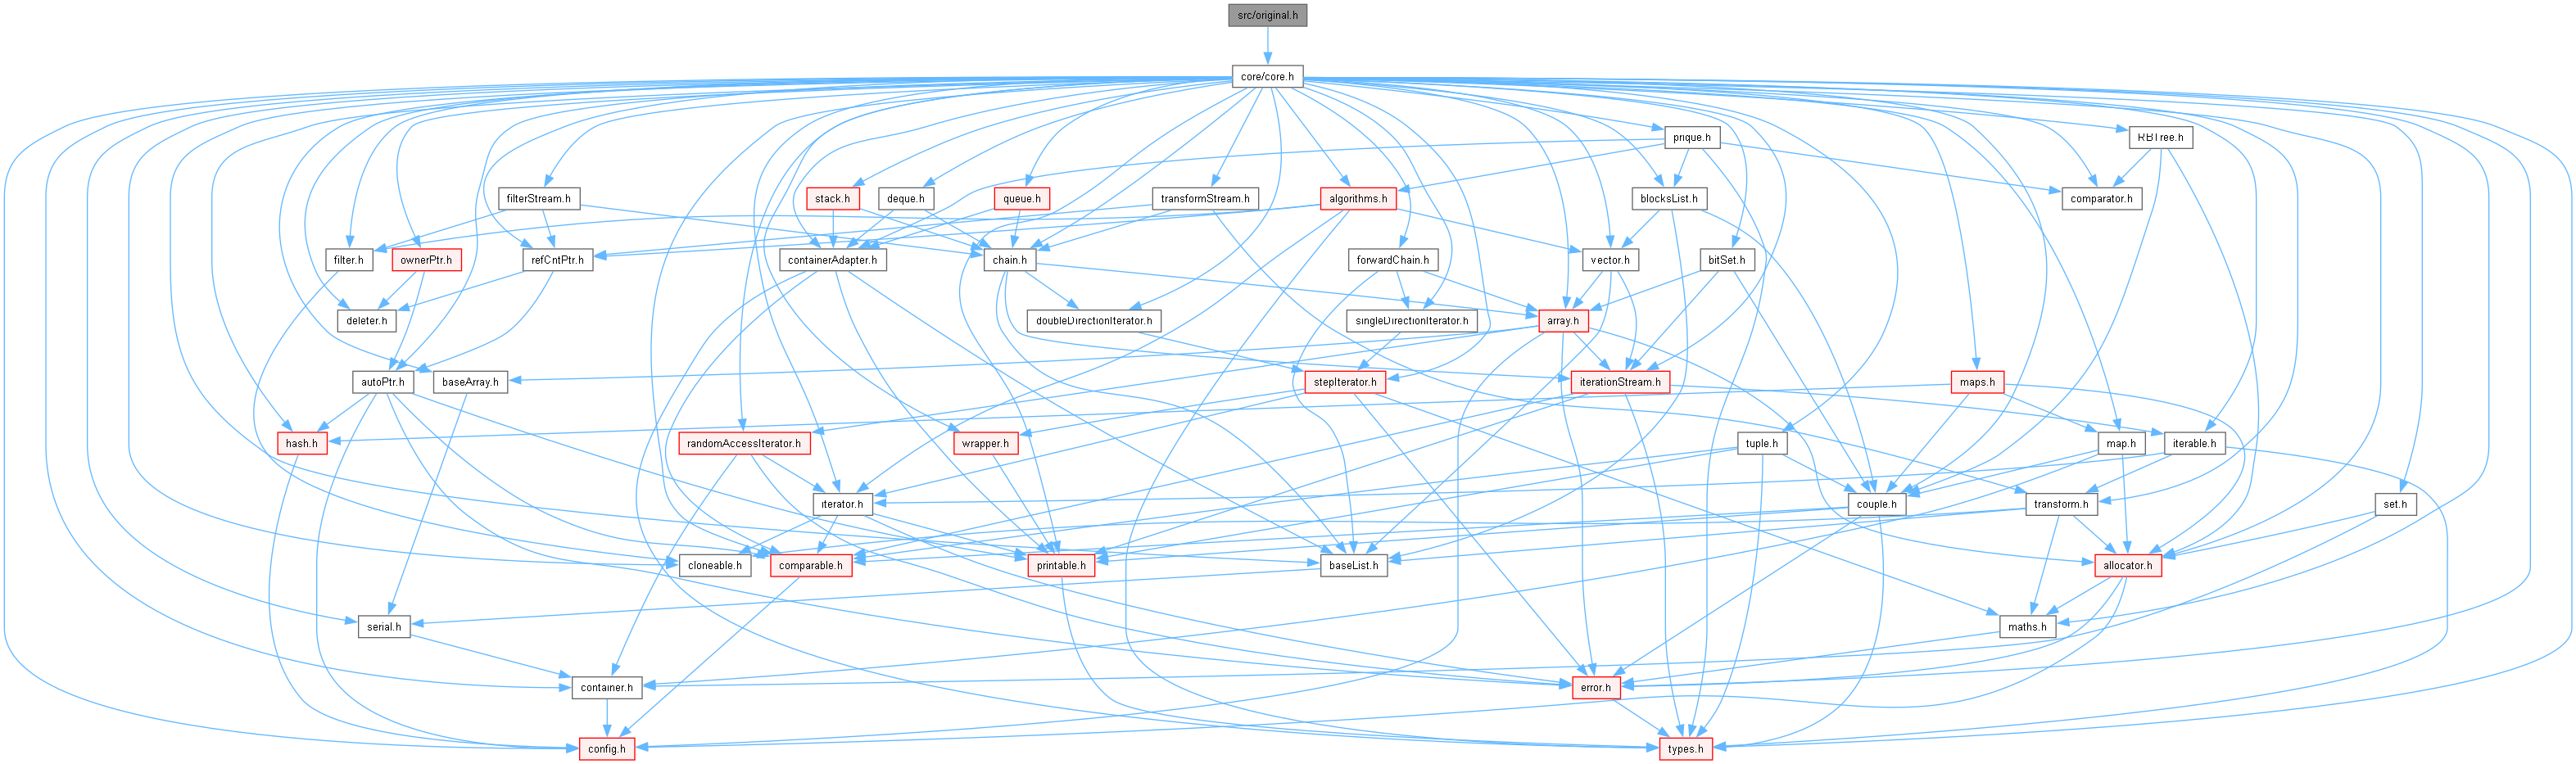 src/original.h
core/core.h
prique.h
RBTree.h
filterStream.h
stack.h
deque.h
queue.h
transformStream.h
algorithms.h
blocksList.h
comparator.h
filter.h
ownerPtr.h
refCntPtr.h
containerAdapter.h
chain.h
forwardChain.h
vector.h
bitSet.h
deleter.h
doubleDirectionIterator.h
singleDirectionIterator.h
array.h
autoPtr.h
baseArray.h
stepIterator.h
iterationStream.h
maps.h
hash.h
randomAccessIterator.h
wrapper.h
tuple.h
map.h
iterable.h
iterator.h
couple.h
transform.h
set.h
cloneable.h
comparable.h
printable.h
baseList.h
allocator.h
serial.h
maths.h
container.h
error.h
config.h
types.h